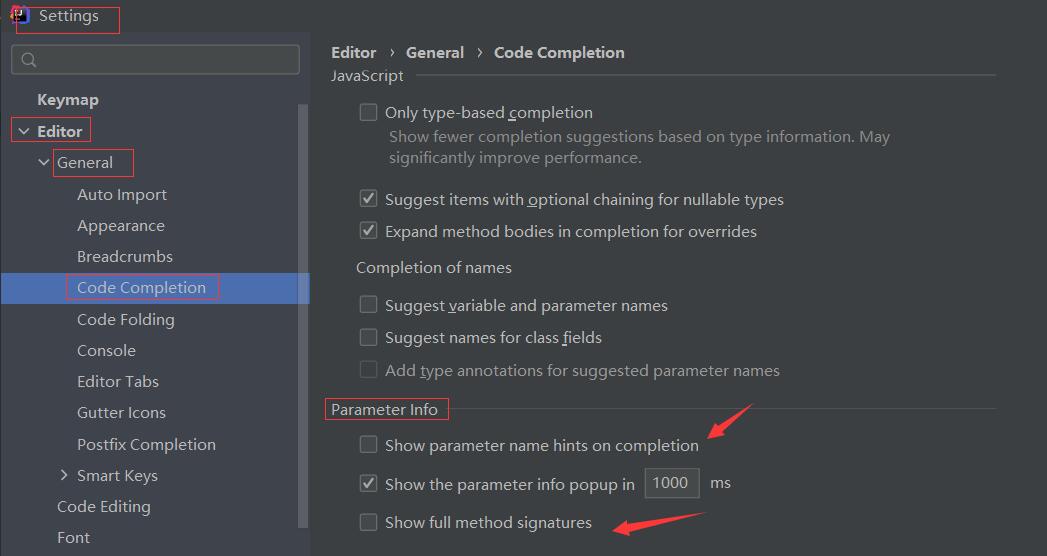 Settings
Keymap
Editor
General
Auto Import
Appearance
Breadcrumbs
Code Completion
Code Folding
Console
Editor Tabs
Gutter Icons
Postfix Completion
Smart Keys
Code Editing
Font
Editor › General › Code Completion
JavaScript
Only type-based completion
Show fewer completion suggestions based on type information. May
significantly improve performance.
Suggest items with optional chaining for nullable types
Expand method bodies in completion for overrides
Completion of names
Suggest variable and parameter names
Suggest names for class fields
Add type annotations for suggested parameter names
Parameter Info
Show parameter name hints on completion
Show the parameter info popup in 1000 ms
Show full method signatures